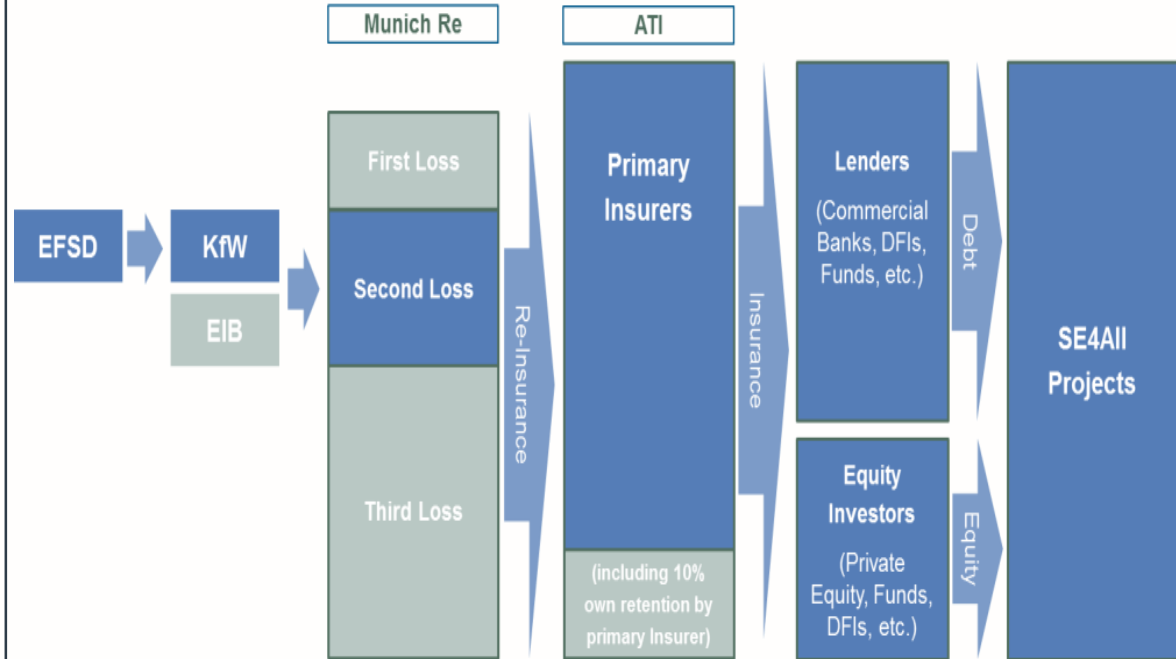 Munich Re
ATI
EFSD
KfW
EIB
First Loss
Second Loss
Third Loss
Re-Insurance
Primary
Insurers
(including 10%
own retention by
primary Insurer)
Insurance
Lenders
(Commercial
Banks, DFIs,
Funds, etc.)
Debt
Equity
Investors
(Private
Equity, Funds,
DFIs, etc.)
Equity
SE4All
Projects